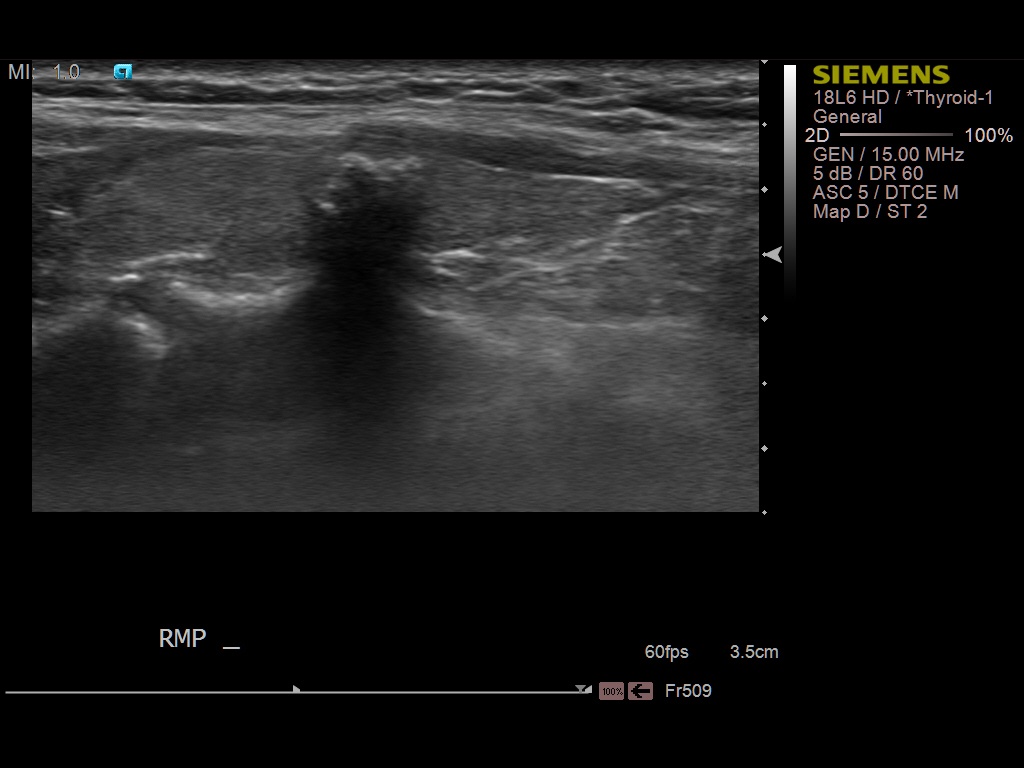 MI: 1.0
SIEMENS
18L6 HD / *Thyroid-1
General
2D 100%
GEN / 15.00 MHz
5 dB / DR 60
ASC 5 / DTCE M
Map D / ST 2
RMP _
60fps 3.5cm
100% Fr509